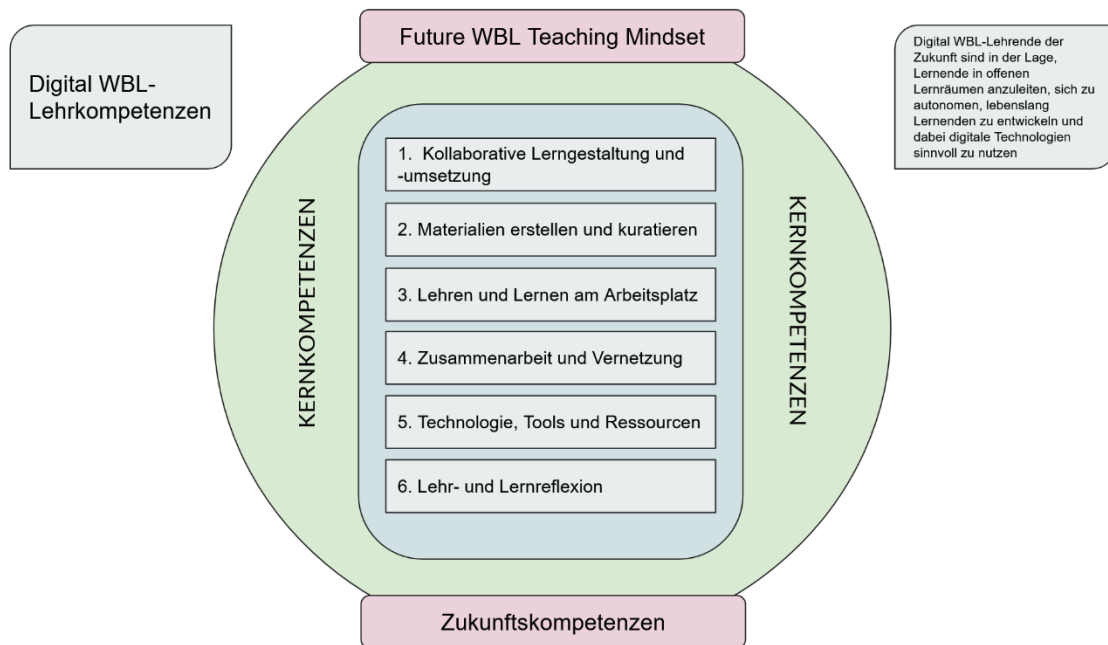 Future WBL Teaching Mindset
Digital WBL-
Lehrkompetenzen
Digital WBL-Lehrende der
Zukunft sind in der Lage,
Lernende in offenen
Lernräumen anzuleiten, sich zu
autonomen, lebenslang
Lernenden zu entwickeln und
dabei digitale Technologien
sinnvoll zu nutzen
KERNKOMPETENZEN
1. Kollaborative Lerngestaltung und
-umsetzung
2. Materialien erstellen und kuratieren
3. Lehren und Lernen am Arbeitsplatz
4. Zusammenarbeit und Vernetzung
5. Technologie, Tools und Ressourcen
6. Lehr- und Lernreflexion
KERNKOMPETENZEN
Zukunftskompetenzen